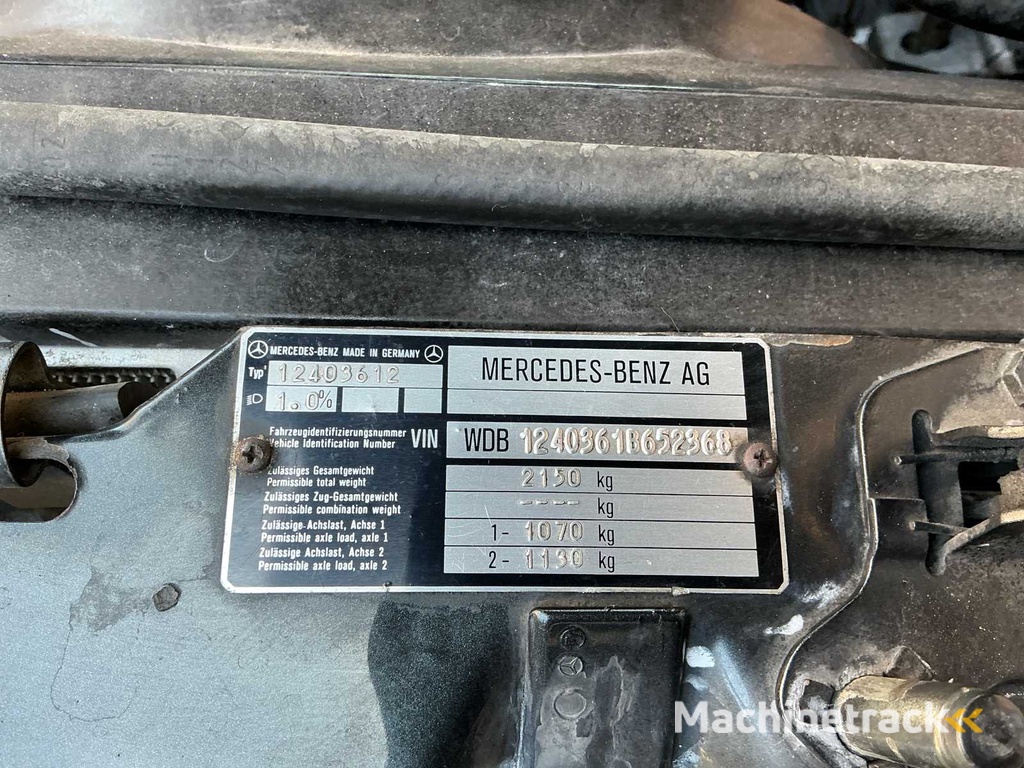 MERCEDES-BENZ MADE IN GERMANY
MERCEDES-BENZ AG
Typ 12403612
1.0%
Fahrzeugidentifizierungsnummer
Vehicle Identification Number VIN
WDB 1240361B652368
Zulässiges Gesamtgewicht
Permissible total weight
2150 kg
Zulässiges Zug-Gesamtgewicht
Permissible combination weight
---- kg
Zulässige Achslast, Achse 1
Permissible axle load, axle 1
1- 1070 kg
Zulässige Achslast, Achse 2
Permissible axle load, axle 2
2- 1130 kg
Machinetrack